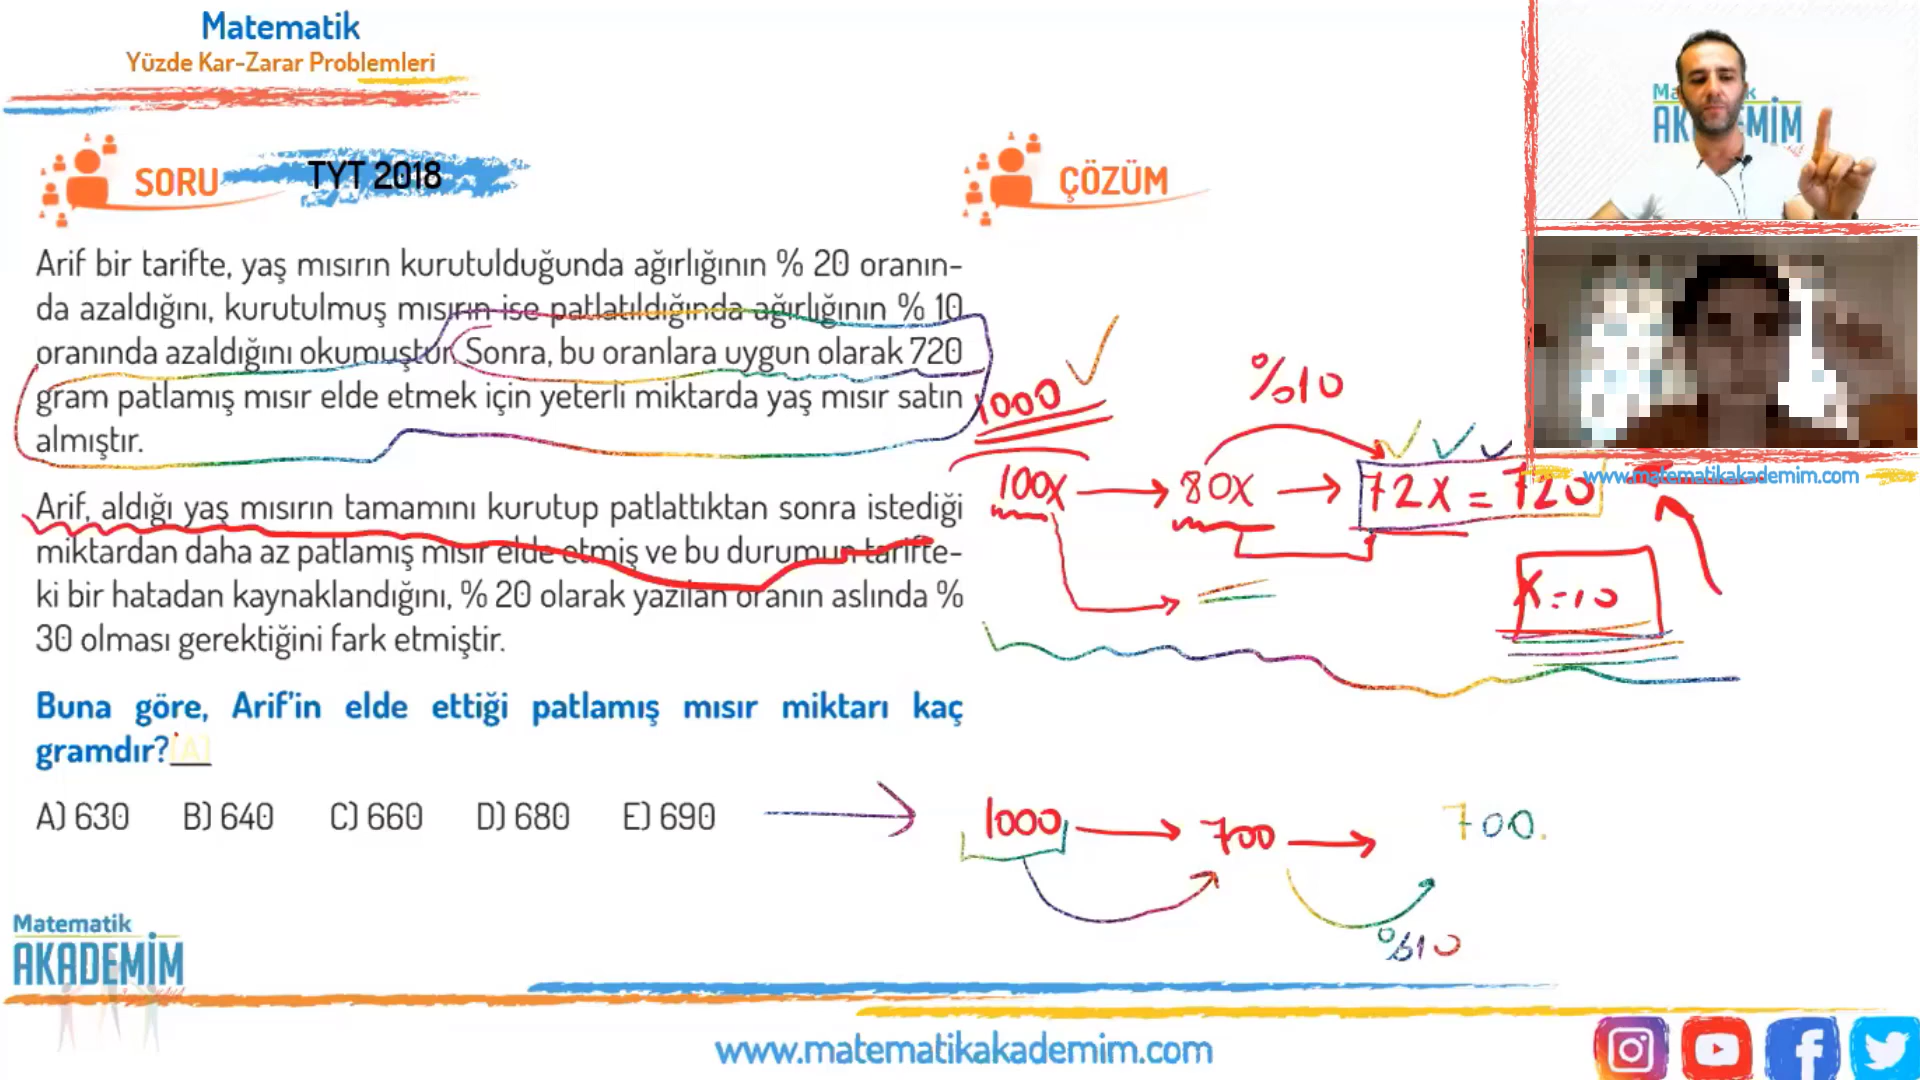 Matematik
Yüzde Kar-Zarar Problemleri
SORU
TYT 2018
ÇÖZÜM
Arif bir tarifte, yaş mısırın kurutulduğunda ağırlığının % 20 oranın-
da azaldığını, kurutulmuş mısırın ise patlatıldığında ağırlığının % 10
oranında azaldığını okumuştur. Sonra, bu oranlara uygun olarak 720
gram patlamış mısır elde etmek için yeterli miktarda yaş mısır satın
almıştır.
Arif, aldığı yaş mısırın tamamını kurutup patlattıktan sonra istediği
miktardan daha az patlamış mısır elde etmiş ve bu durumun tarifte-
ki bir hatadan kaynaklandığını, % 20 olarak yazılan oranın aslında %
30 olması gerektiğini fark etmiştir.
Buna göre, Arif'in elde ettiği patlamış mısır miktarı kaç
gramdır? [A]
A) 630 B) 640 C) 660 D) 680 E) 690
1000
%10
100x 80x 72x = 720
x = 10
1000 700 700.
%10
Matematik
AKADEMİM
www.matematikakademim.com
AK MİM
www.matematikakademim.com